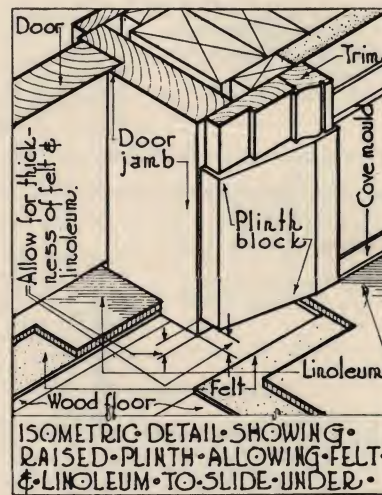 Door
Trim
Door
jamb
Allow for thick-
ness of felt &
linoleum.
Cove mould
Plinth
block
Linoleum
Felt
Wood floor
ISOMETRIC·DETAIL·SHOWING·
RAISED·PLINTH·ALLOWING·FELT·
&·LINOLEUM·TO·SLIDE·UNDER·